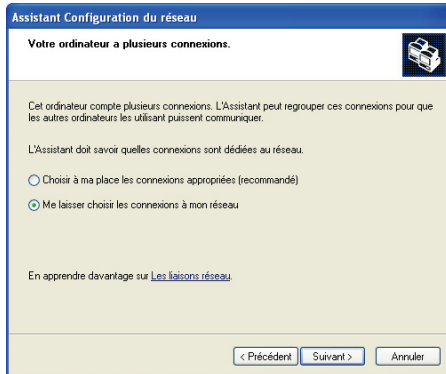 Assistant Configuration du réseau
Votre ordinateur a plusieurs connexions.
Cet ordinateur compte plusieurs connexions. L'Assistant peut regrouper ces connexions pour que
les autres ordinateurs les utilisant puissent communiquer.
L'Assistant doit savoir quelles connexions sont dédiées au réseau.
Choisir à ma place les connexions appropriées (recommandé)
Me laisser choisir les connexions à mon réseau
En apprendre davantage sur Les liaisons réseau.
< Précédent Suivant > Annuler